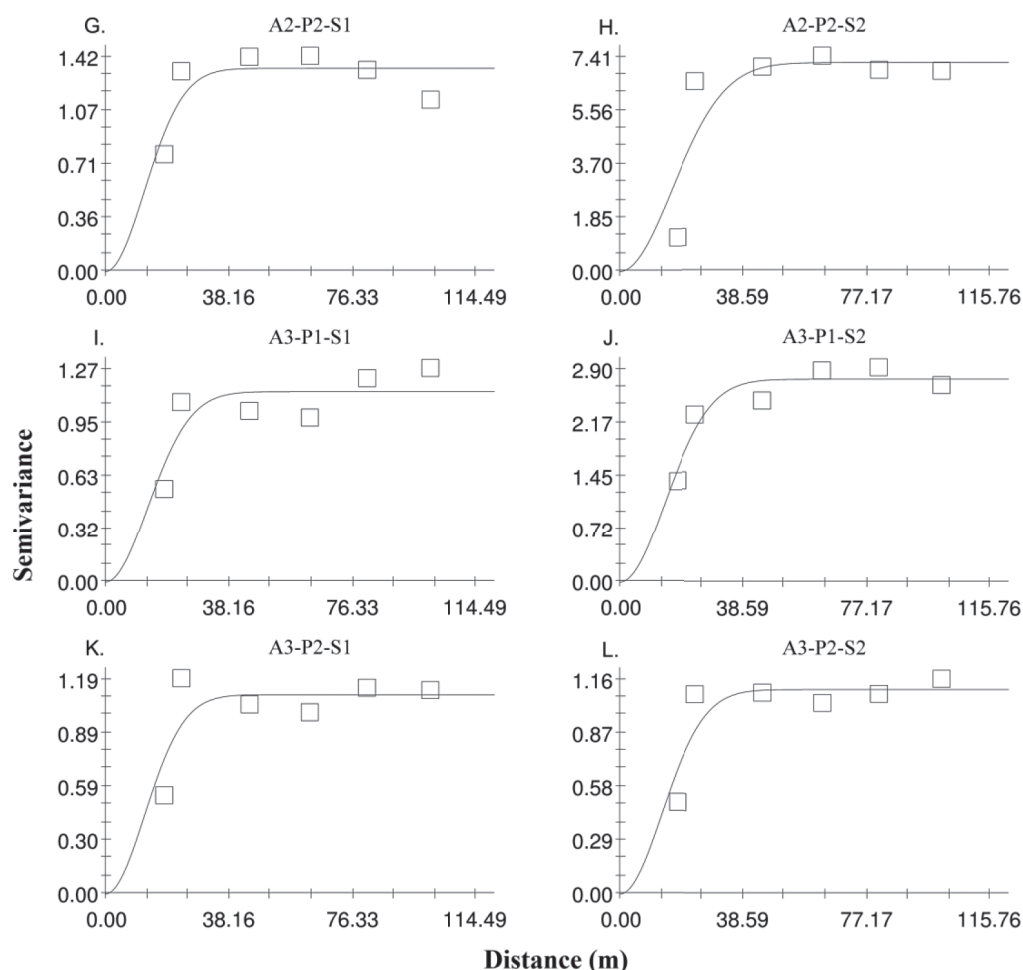 G. A2-P2-S1
1.42
1.07
0.71
0.36
0.00
0.00 38.16 76.33 114.49
H. A2-P2-S2
7.41
5.56
3.70
1.85
0.00
0.00 38.59 77.17 115.76
I. A3-P1-S1
1.27
0.95
0.63
0.32
0.00
0.00 38.16 76.33 114.49
J. A3-P1-S2
2.90
2.17
1.45
0.72
0.00
0.00 38.59 77.17 115.76
K. A3-P2-S1
1.19
0.89
0.59
0.30
0.00
0.00 38.16 76.33 114.49
L. A3-P2-S2
1.16
0.87
0.58
0.29
0.00
0.00 38.59 77.17 115.76
Semivariance
Distance (m)